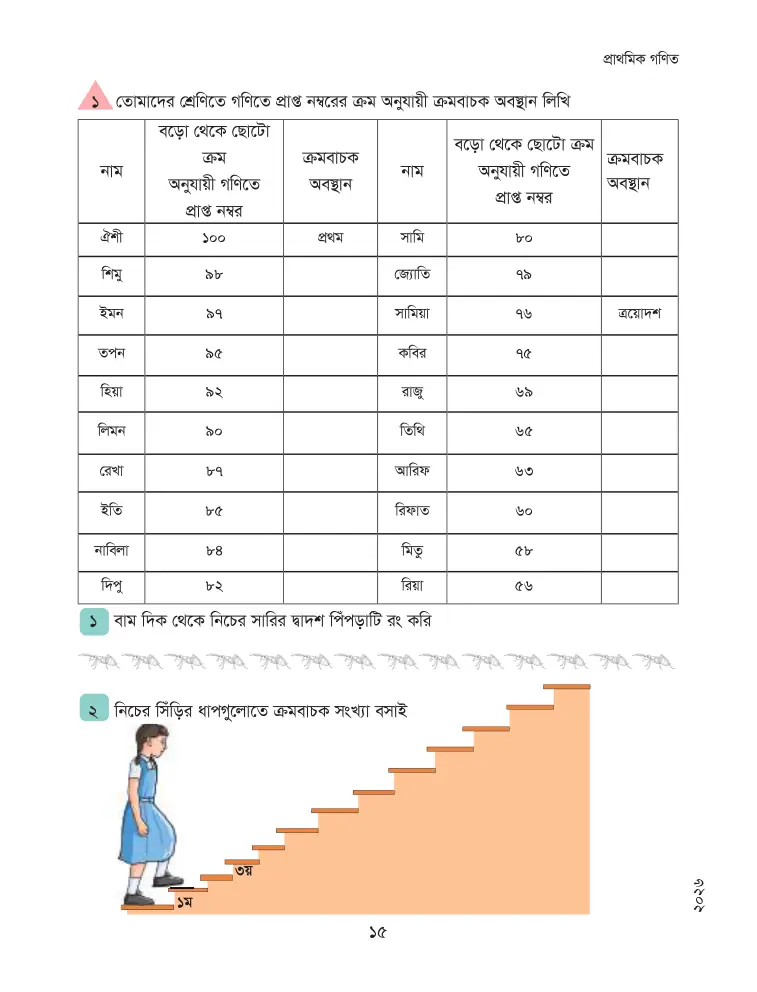 প্রাথমিক গণিত
১ তোমাদের শ্রেণিতে গণিতে প্রাপ্ত নম্বরের ক্রম অনুযায়ী ক্রমবাচক অবস্থান লিখি
নাম | বড়ো থেকে ছোটো ক্রম অনুযায়ী গণিতে প্রাপ্ত নম্বর | ক্রমবাচক অবস্থান | নাম | বড়ো থেকে ছোটো ক্রম অনুযায়ী গণিতে প্রাপ্ত নম্বর | ক্রমবাচক অবস্থান
ঐশী ১০০ প্রথম সামি ৮০
শিমু ৯৮ জ্যোতি ৭৯
ইমন ৯৭ সামিয়া ৭৬ ত্রয়োদশ
তপন ৯৫ কবির ৭৫
হিয়া ৯২ রাজু ৬৯
লিমন ৯০ তিথি ৬৫
রেখা ৮৭ আরিফ ৬৩
ইতি ৮৫ রিফাত ৬০
নাবিলা ৮৪ মিতু ৫৮
দিপু ৮২ রিয়া ৫৬
১ বাম দিক থেকে নিচের সারির দ্বাদশ পিঁপড়াটি রং করি
২ নিচের সিঁড়ির ধাপগুলোতে ক্রমবাচক সংখ্যা বসাই
৩য়
১ম
২০২৬
১৫